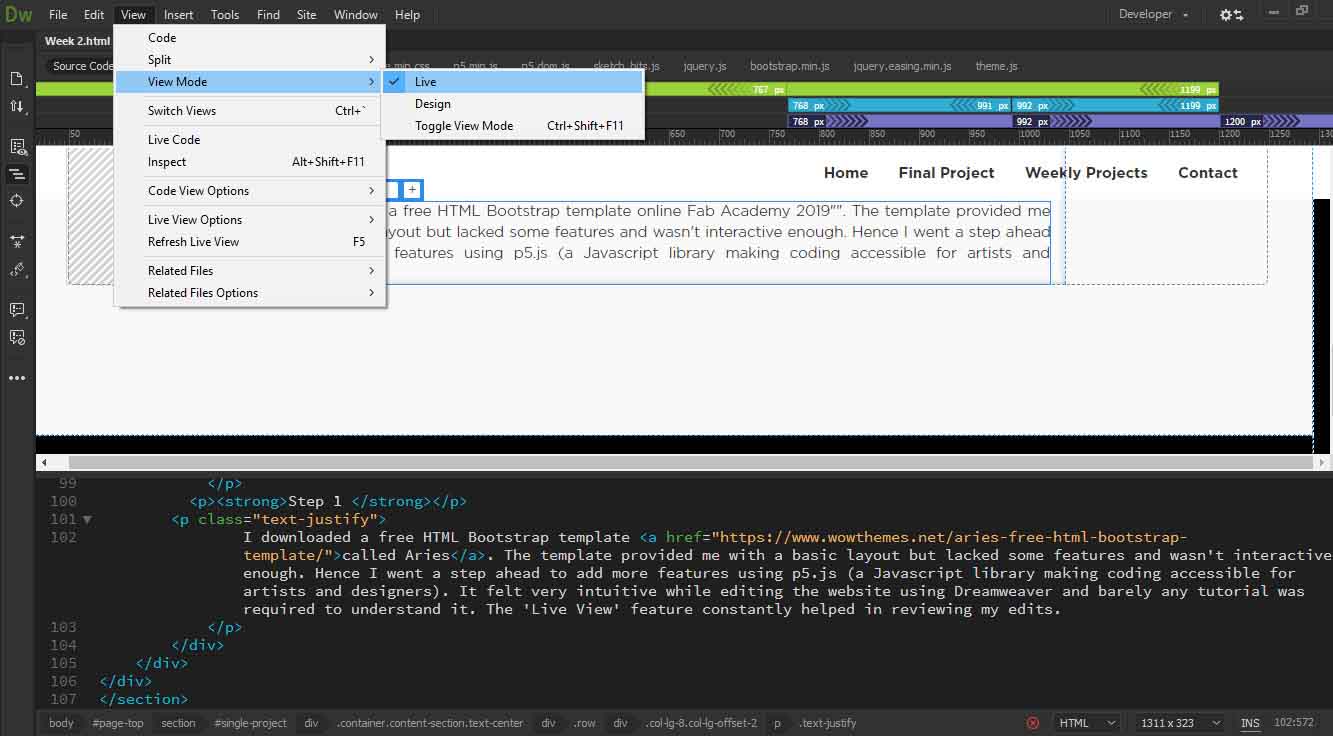 Dw File Edit View Insert Tools Find Site Window Help Developer
Week 2.html
Source Code min.css p5.min.js p5.dom.js sketch_bits.js jquery.js bootstrap.min.js jquery.easing.min.js theme.js
Code
Split
View Mode
Switch Views Ctrl+`
Live Code
Inspect Alt+Shift+F11
Code View Options
Live View Options
Refresh Live View F5
Related Files
Related Files Options
Live
Design
Toggle View Mode Ctrl+Shift+F11
767 px 1199 px
768 px 991 px 992 px 1199 px
768 px 992 px 1200 px
50 650 700 750 800 850 900 950 1000 1050 1100 1150 1200 1250
Home Final Project Weekly Projects Contact
+
a free HTML Bootstrap template online Fab Academy 2019"". The template provided me
yout but lacked some features and wasn't interactive enough. Hence I went a step ahead
features using p5.js (a Javascript library making coding accessible for artists and
99 </p>
100 <p><strong>Step 1 </strong></p>
101 <p class="text-justify">
102 I downloaded a free HTML Bootstrap template <a href="https://www.wowthemes.net/aries-free-html-bootstrap-
template/">called Aries</a>. The template provided me with a basic layout but lacked some features and wasn't interactive
enough. Hence I went a step ahead to add more features using p5.js (a Javascript library making coding accessible for
artists and designers). It felt very intuitive while editing the website using Dreamweaver and barely any tutorial was
required to understand it. The 'Live View' feature constantly helped in reviewing my edits.
103 </p>
104 </div>
105 </div>
106 </div>
107 </section>
body #page-top section #single-project div .container.content-section.text-center div .row div .col-lg-8.col-lg-offset-2 p .text-justify HTML 1311 x 323 INS 102:572